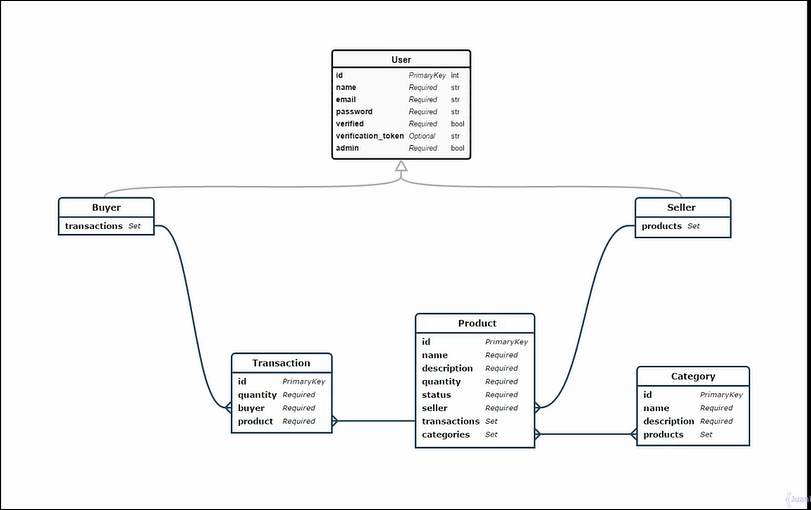 User
id PrimaryKey int
name Required str
email Required str
password Required str
verified Required bool
verification_token Optional str
admin Required bool
Buyer
transactions Set
Seller
products Set
Product
id PrimaryKey
name Required
description Required
quantity Required
status Required
seller Required
transactions Set
categories Set
Transaction
id PrimaryKey
quantity Required
buyer Required
product Required
Category
id PrimaryKey
name Required
description Required
products Set